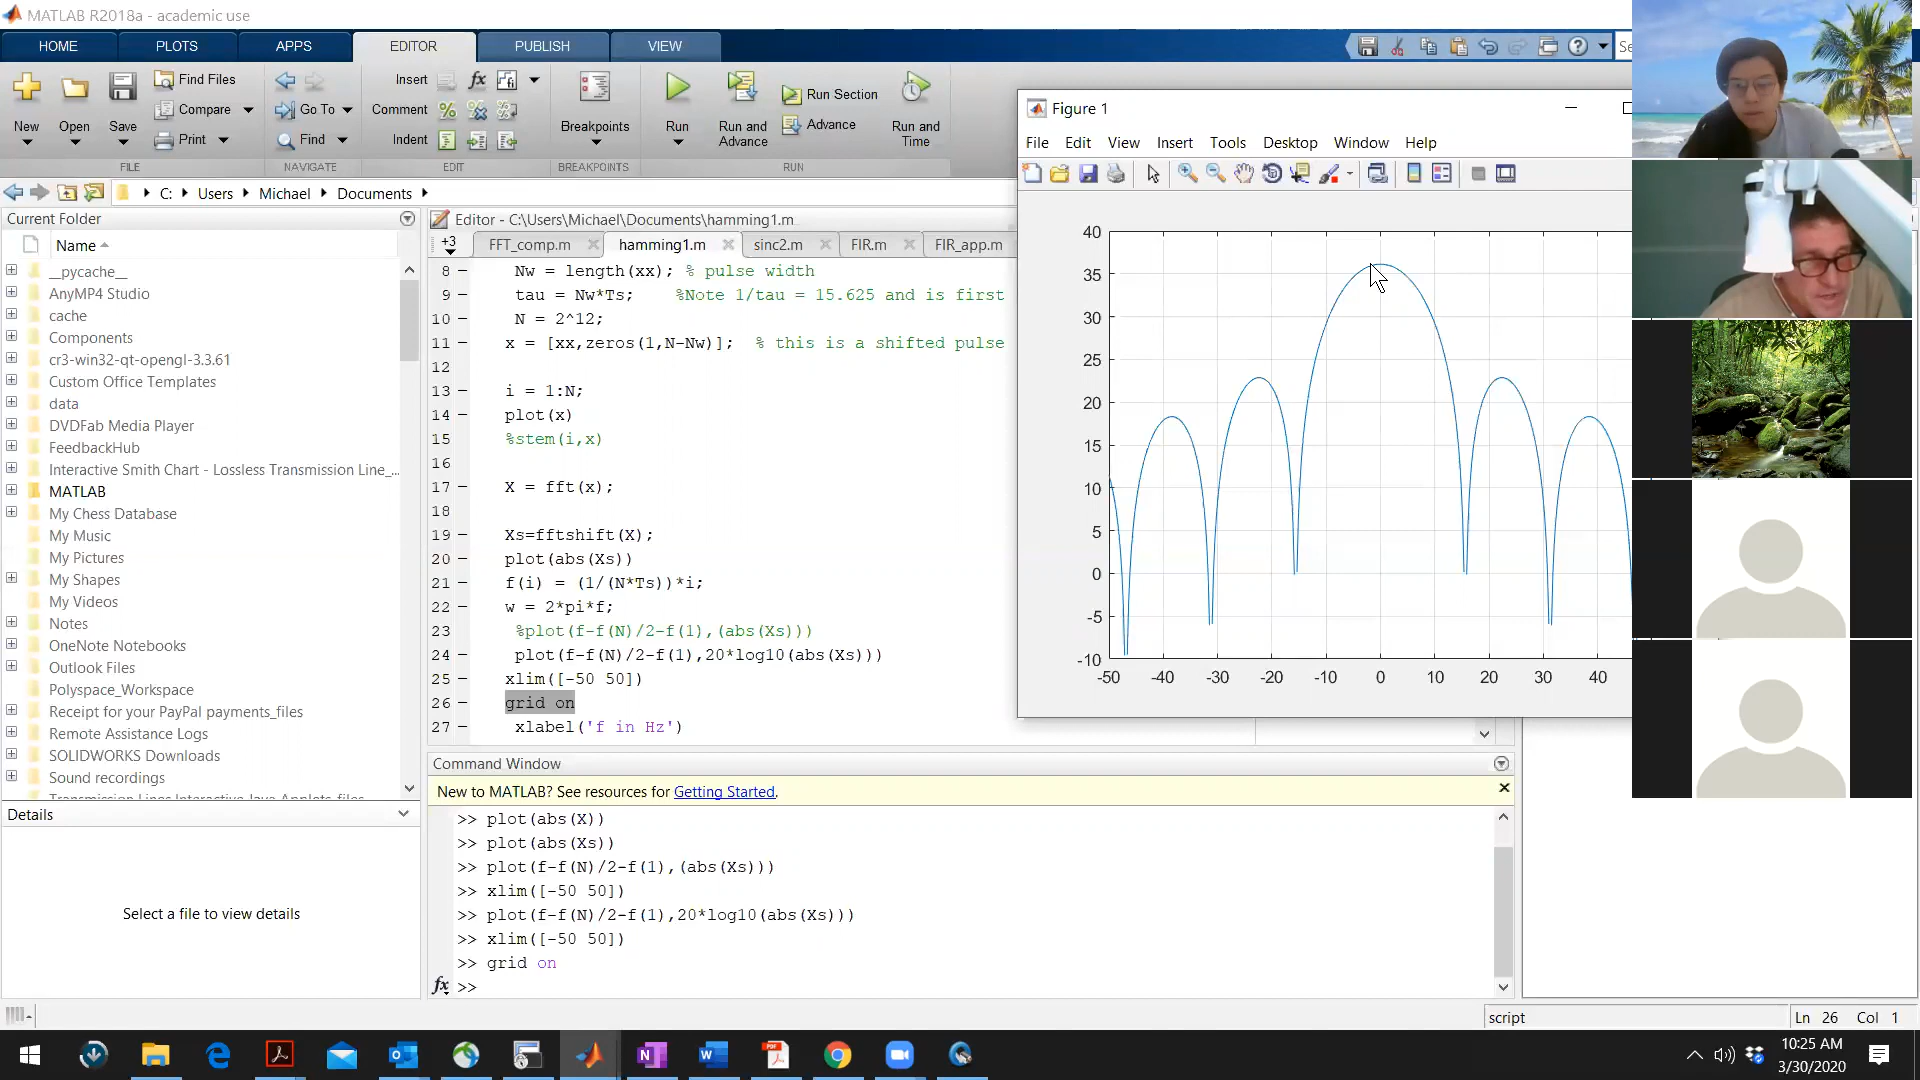 MATLAB R2018a - academic use
HOME
PLOTS
APPS
EDITOR
PUBLISH
VIEW
Se
New
Open
Save
Find Files
Compare
Print
Go To
Find
Insert
Comment
Indent
Breakpoints
Run
Run and
Advance
Run Section
Advance
Run and
Time
FILE
NAVIGATE
EDIT
BREAKPOINTS
RUN
C:
Users
Michael
Documents
Current Folder
Name
__pycache__
AnyMP4 Studio
cache
Components
cr3-win32-qt-opengl-3.3.61
Custom Office Templates
data
DVDFab Media Player
FeedbackHub
Interactive Smith Chart - Lossless Transmission Line_...
MATLAB
My Chess Database
My Music
My Pictures
My Shapes
My Videos
Notes
OneNote Notebooks
Outlook Files
Polyspace_Workspace
Receipt for your PayPal payments_files
Remote Assistance Logs
SOLIDWORKS Downloads
Sound recordings
Transmission Lines Interactive Java Applets_files
Details
Select a file to view details
Editor - C:\Users\Michael\Documents\hamming1.m
+3
FFT_comp.m
hamming1.m
sinc2.m
FIR.m
FIR_app.m
8 - Nw = length(xx); % pulse width
9 - tau = Nw*Ts; %Note 1/tau = 15.625 and is first
10 - N = 2^12;
11 - x = [xx,zeros(1,N-Nw)]; % this is a shifted pulse
12
13 - i = 1:N;
14 - plot(x)
15 %stem(i,x)
16
17 - X = fft(x);
18
19 - Xs=fftshift(X);
20 - plot(abs(Xs))
21 - f(i) = (1/(N*Ts))*i;
22 - w = 2*pi*f;
23 %plot(f-f(N)/2-f(1),(abs(Xs)))
24 - plot(f-f(N)/2-f(1),20*log10(abs(Xs)))
25 - xlim([-50 50])
26 - grid on
27 - xlabel('f in Hz')
Command Window
New to MATLAB? See resources for Getting Started.
>> plot(abs(X))
>> plot(abs(Xs))
>> plot(f-f(N)/2-f(1),(abs(Xs)))
>> xlim([-50 50])
>> plot(f-f(N)/2-f(1),20*log10(abs(Xs)))
>> xlim([-50 50])
>> grid on
fx >>
Figure 1
File
Edit
View
Insert
Tools
Desktop
Window
Help
40
35
30
25
20
15
10
5
0
-5
-10
-50
-40
-30
-20
-10
0
10
20
30
40
script
Ln 26 Col 1
10:25 AM
3/30/2020